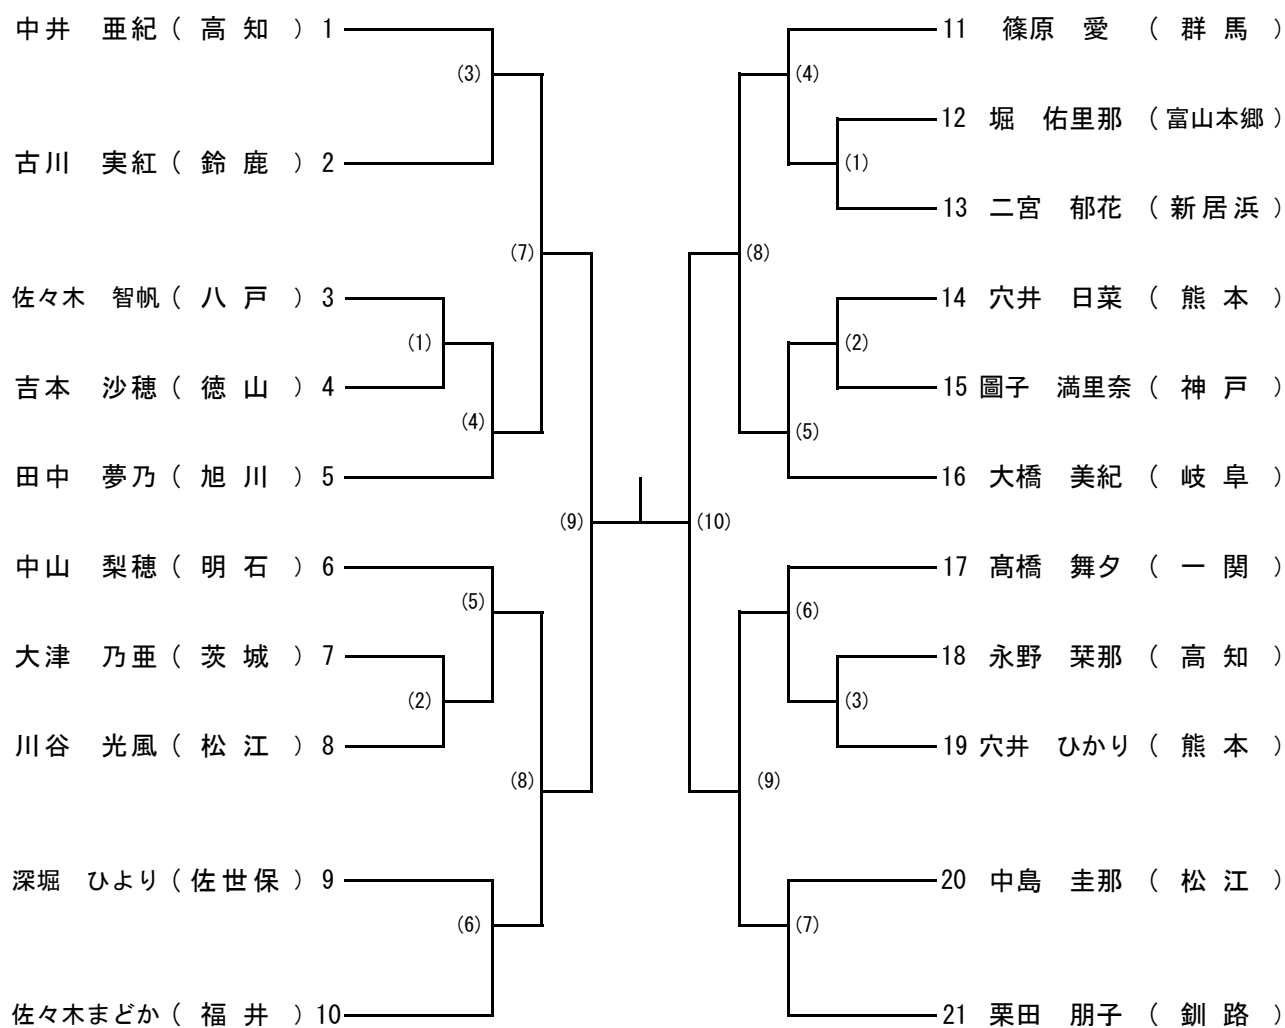 中井 亜紀 ( 高 知 ) 1
(3)
古川 実紅 ( 鈴 鹿 ) 2
(7)
佐々木 智帆 ( 八 戸 ) 3
(1)
吉本 沙穂 ( 徳 山 ) 4
(4)
田中 夢乃 ( 旭 川 ) 5
(9)
中山 梨穂 ( 明 石 ) 6
(5)
大津 乃亜 ( 茨 城 ) 7
(2)
川谷 光風 ( 松 江 ) 8
(8)
深堀 ひより ( 佐世保 ) 9
(6)
佐々木まどか ( 福 井 ) 10
11 篠原 愛 ( 群 馬 )
(4)
12 堀 佑里那 ( 富山本郷 )
(1)
13 二宮 郁花 ( 新居浜 )
(8)
14 穴井 日菜 ( 熊 本 )
(2)
15 圖子 満里奈 ( 神 戸 )
(5)
16 大橋 美紀 ( 岐 阜 )
(10)
17 髙橋 舞夕 ( 一 関 )
(6)
18 永野 栞那 ( 高 知 )
(3)
19 穴井 ひかり ( 熊 本 )
(9)
20 中島 圭那 ( 松 江 )
(7)
21 栗田 朋子 ( 釧 路 )